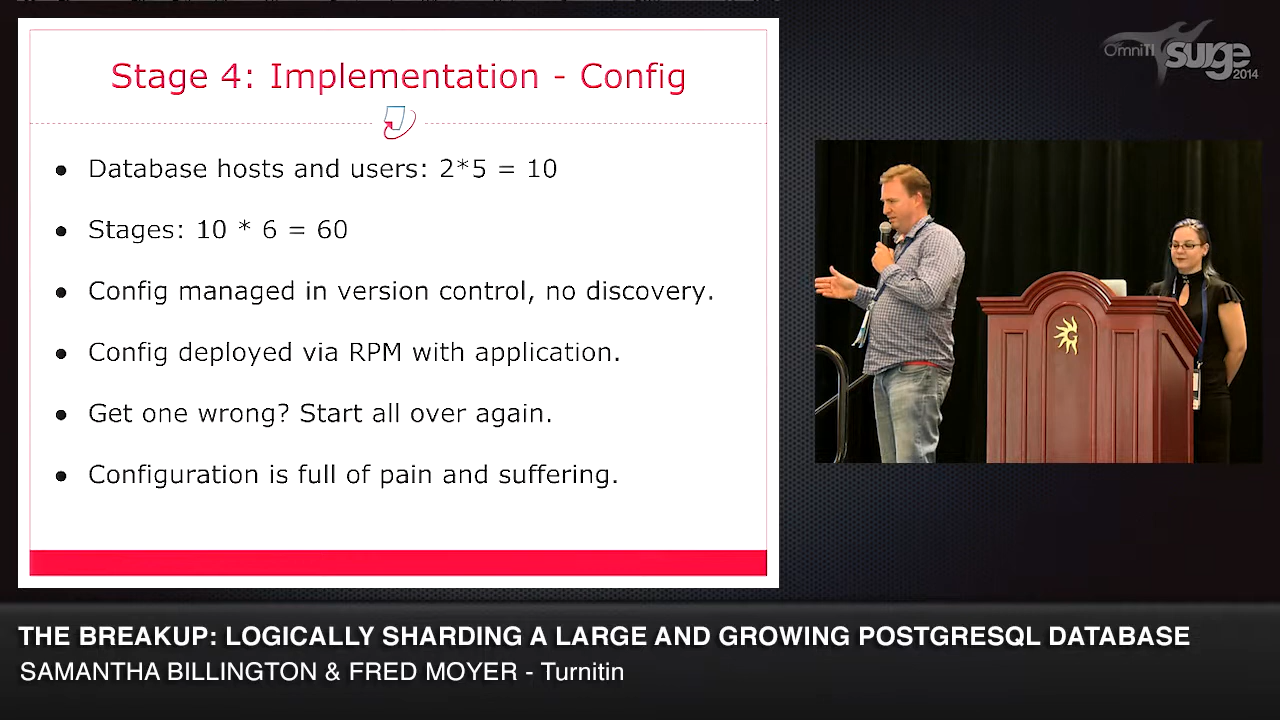 Stage 4: Implementation - Config
● Database hosts and users: 2*5 = 10
● Stages: 10 * 6 = 60
● Config managed in version control, no discovery.
● Config deployed via RPM with application.
● Get one wrong? Start all over again.
● Configuration is full of pain and suffering.
OmniTI surge
2014
THE BREAKUP: LOGICALLY SHARDING A LARGE AND GROWING POSTGRESQL DATABASE
SAMANTHA BILLINGTON & FRED MOYER - Turnitin